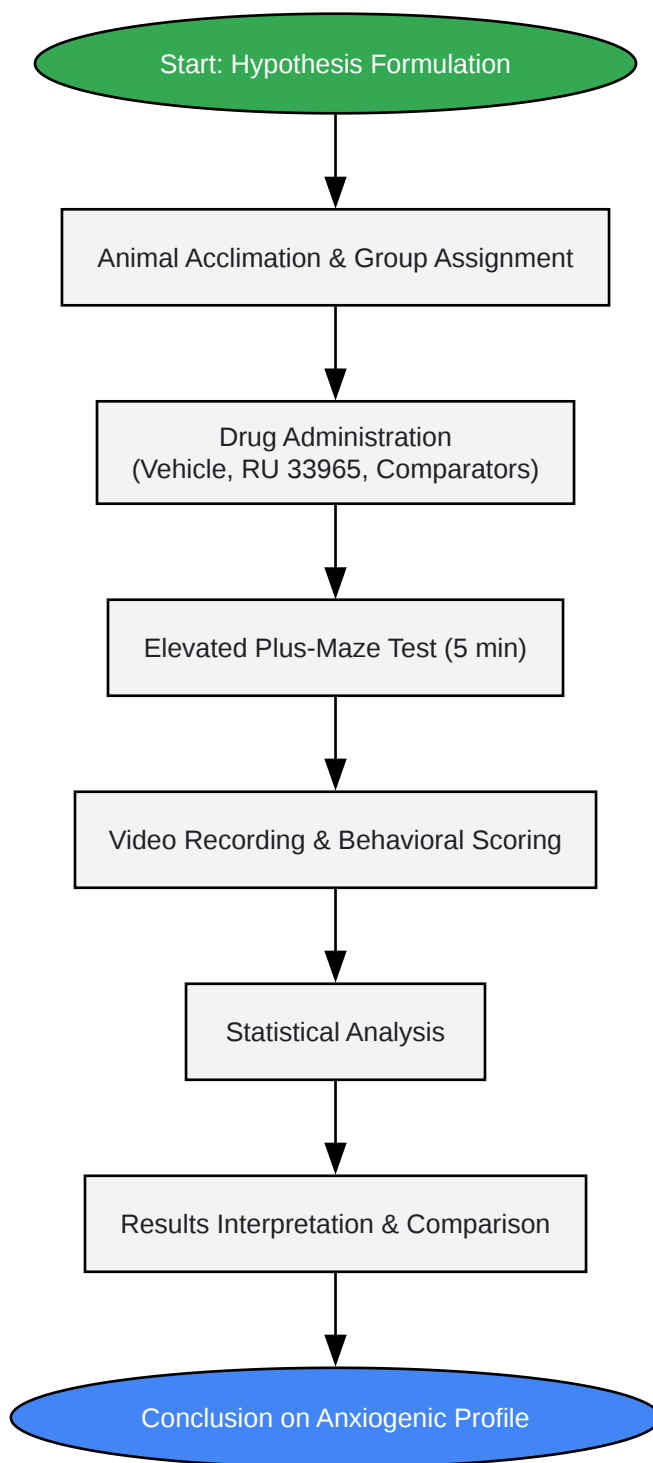 Start: Hypothesis Formulation
Animal Acclimation & Group Assignment
Drug Administration
(Vehicle, RU 33965, Comparators)
Elevated Plus-Maze Test (5 min)
Video Recording & Behavioral Scoring
Statistical Analysis
Results Interpretation & Comparison
Conclusion on Anxiogenic Profile